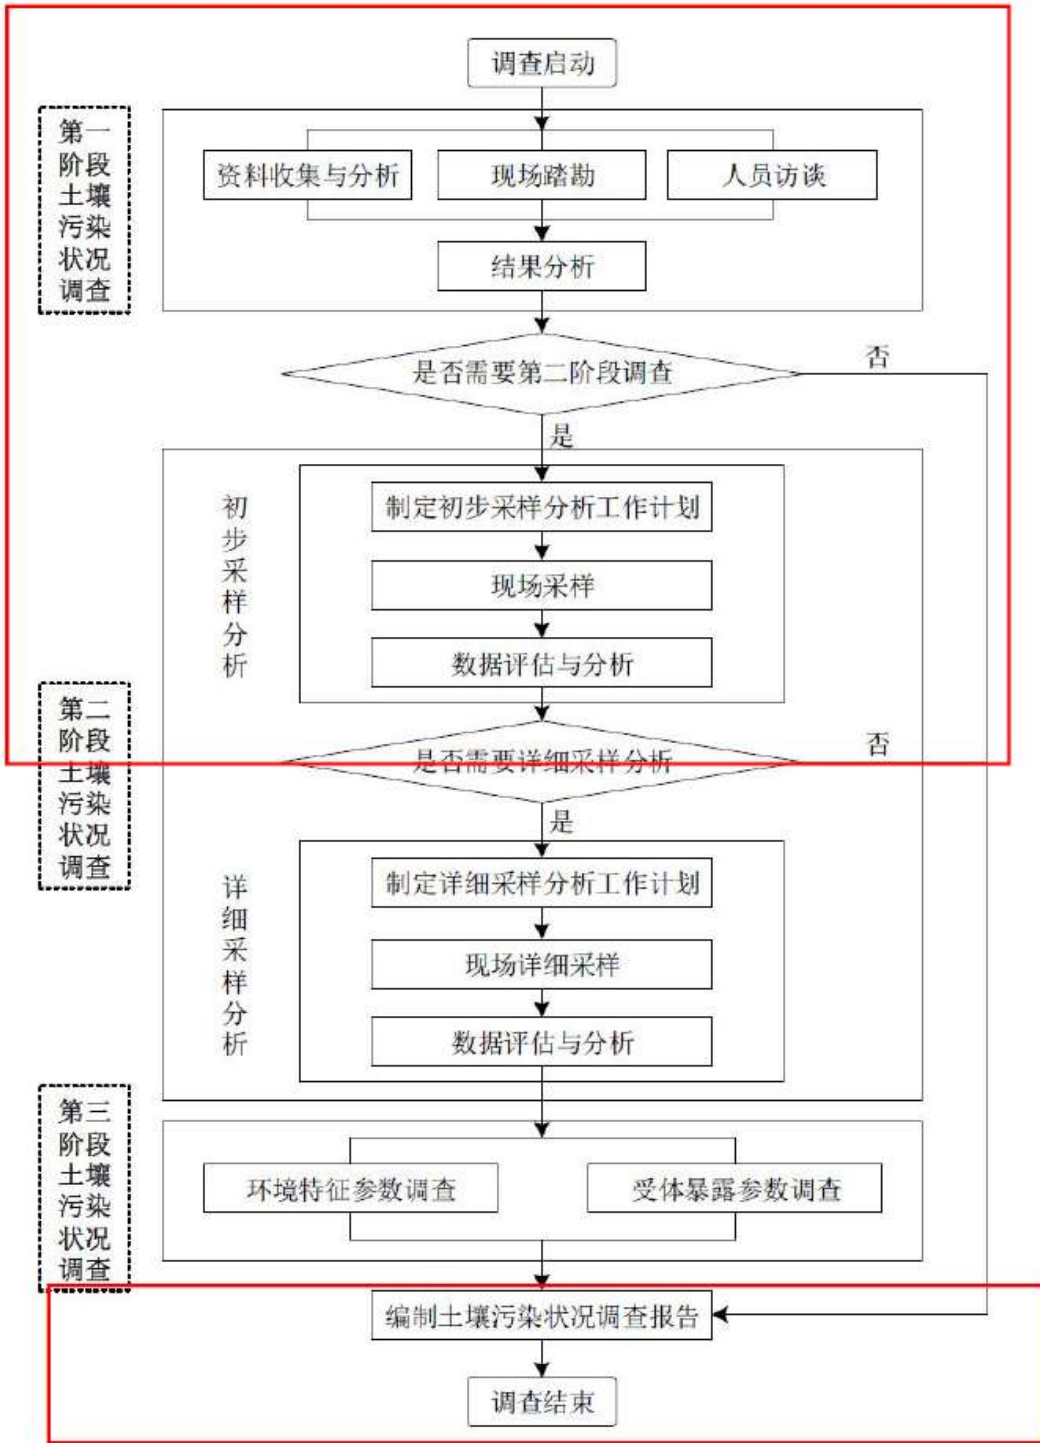 调查启动
第一
阶段
土壤
污染
状况
调查
资料收集与分析
现场踏勘
人员访谈
结果分析
是否需要第二阶段调查
否
是
初
步
采
样
分
析
制定初步采样分析工作计划
现场采样
数据评估与分析
第二
阶段
土壤
污染
状况
调查
是否需要详细采样分析
否
是
详
细
采
样
分
析
制定详细采样分析工作计划
现场详细采样
数据评估与分析
第三
阶段
土壤
污染
状况
调查
环境特征参数调查
受体暴露参数调查
编制土壤污染状况调查报告
调查结束